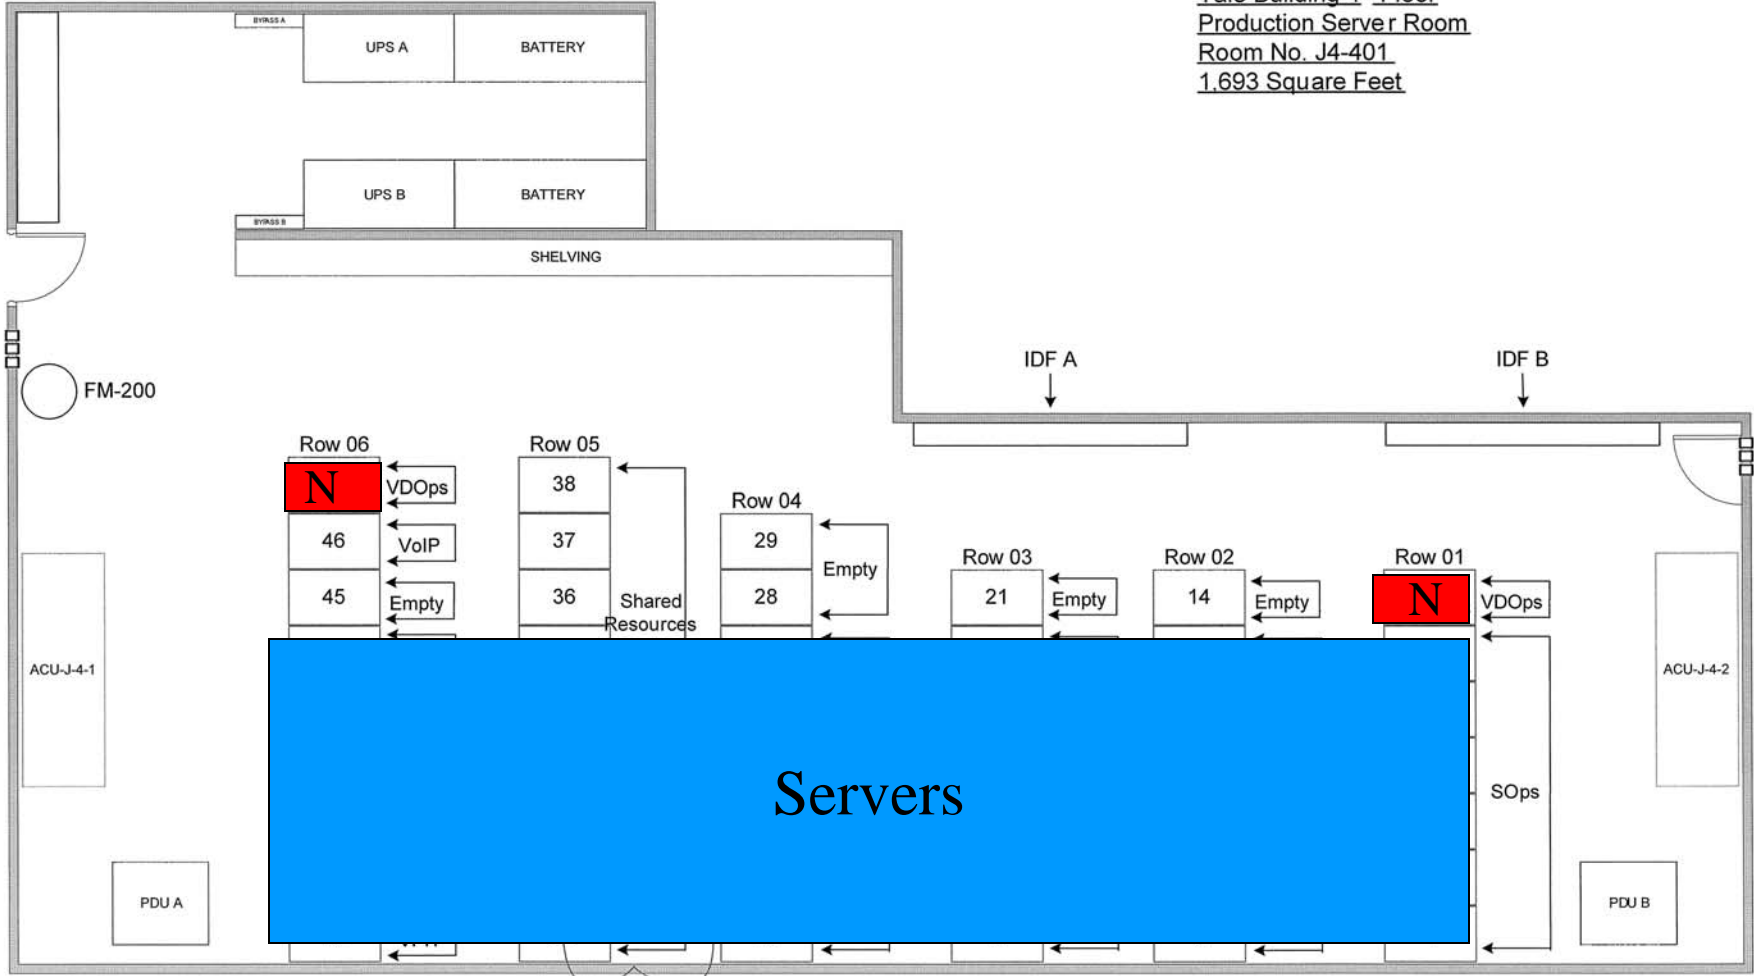 Production Server Room
Room No. J4-401
1,693 Square Feet
BYPASS A
UPS A
BATTERY
UPS B
BATTERY
BYPASS B
SHELVING
IDF A
IDF B
FM-200
Row 06
Row 05
Row 04
Row 03
Row 02
Row 01
N
VDOps
38
46
VoIP
37
29
Empty
45
Empty
36
Shared
Resources
28
21
Empty
14
Empty
N
VDOps
ACU-J-4-1
ACU-J-4-2
Servers
SOps
PDU A
PDU B